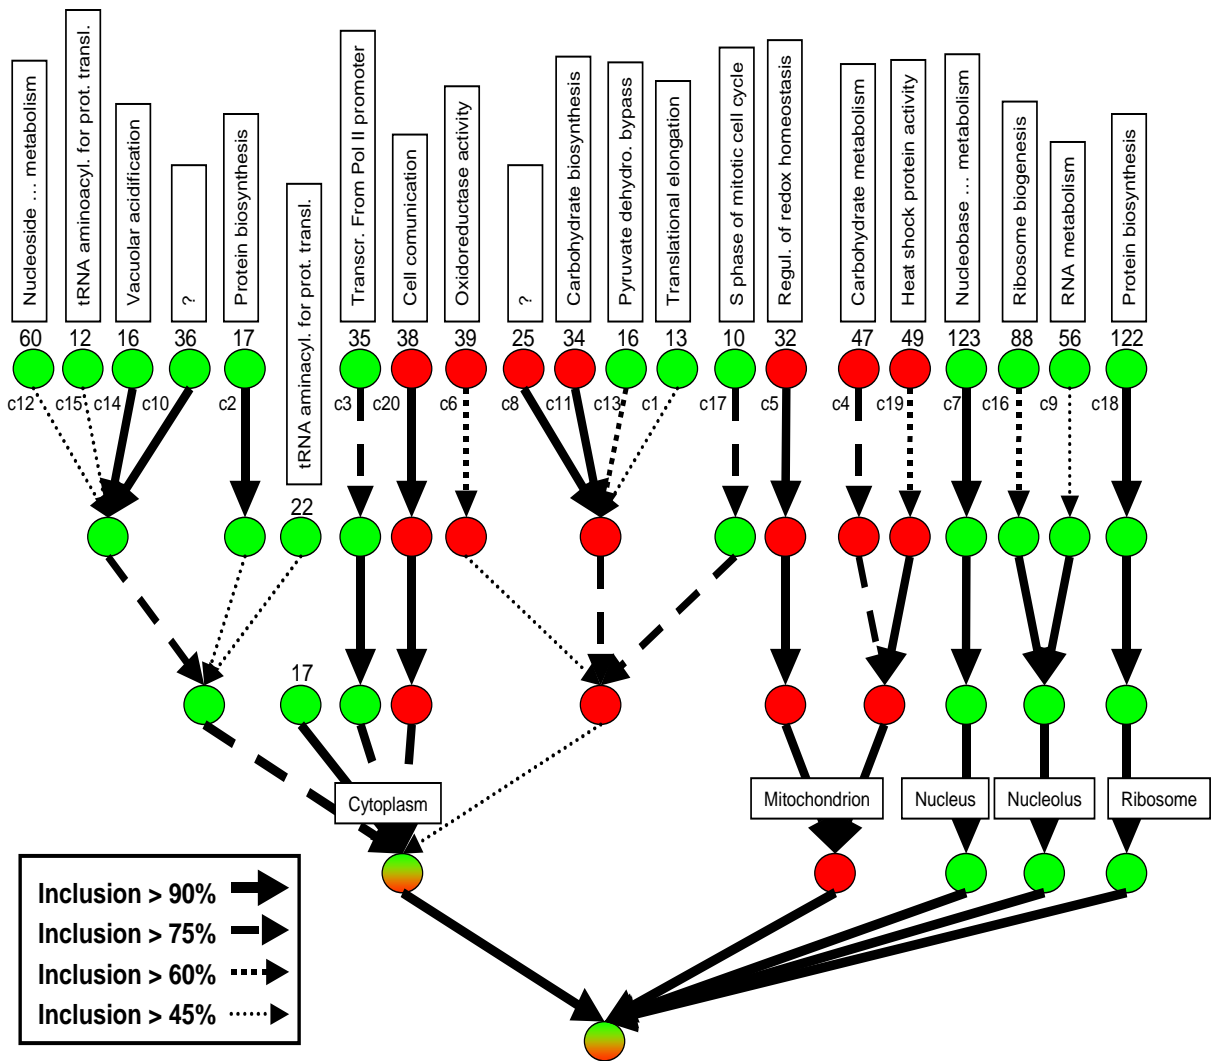 Nucleoside … metabolism
tRNA aminoacyl. for prot. transl.
Vacuolar acidification
?
Protein biosynthesis
tRNA aminacyl. for prot. transl.
Transcr. From Pol II promoter
Cell comunication
Oxidoreductase activity
?
Carbohydrate biosynthesis
Pyruvate dehydro. bypass
Translational elongation
S phase of mitotic cell cycle
Regul. of redox homeostasis
Carbohydrate metabolism
Heat shock protein activity
Nucleobase … metabolism
Ribosome biogenesis
RNA metabolism
Protein biosynthesis
60 12 16 36 17 35 38 39 25 34 16 13 10 32 47 49 123 88 56 122
c12 c15 c14 c10 c2 c3 c20 c6 c8 c11 c13 c1 c17 c5 c4 c19 c7 c16 c9 c18
22
17
Cytoplasm Mitochondrion Nucleus Nucleolus Ribosome
Inclusion > 90%
Inclusion > 75%
Inclusion > 60%
Inclusion > 45%